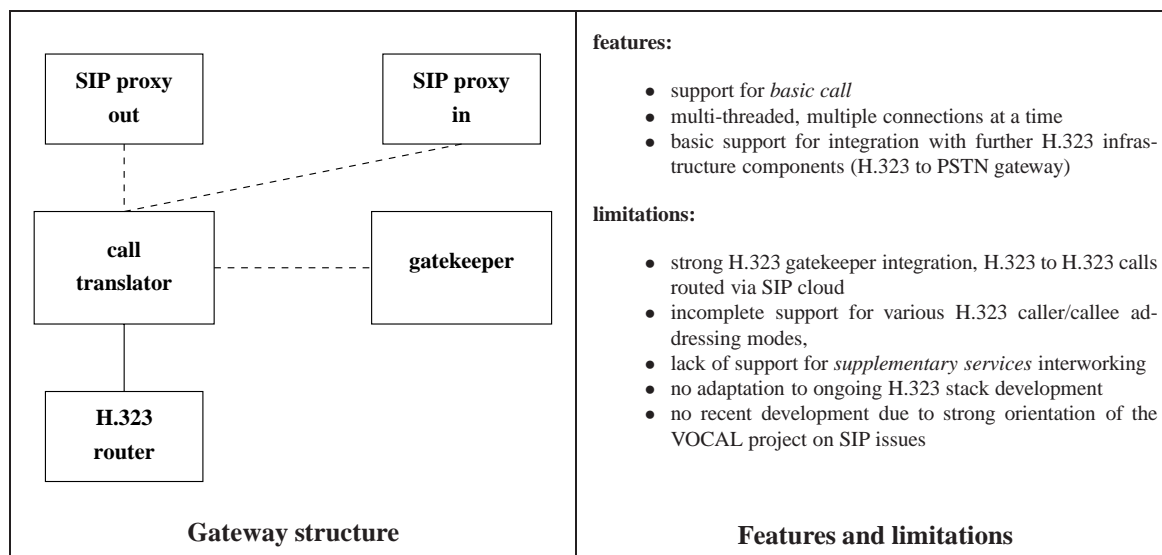 SIP proxy
out
SIP proxy
in
call
translator
gatekeeper
H.323
router
Gateway structure
features:
• support for basic call
• multi-threaded, multiple connections at a time
• basic support for integration with further H.323 infras-
tructure components (H.323 to PSTN gateway)
limitations:
• strong H.323 gatekeeper integration, H.323 to H.323 calls
routed via SIP cloud
• incomplete support for various H.323 caller/callee ad-
dressing modes,
• lack of support for supplementary services interworking
• no adaptation to ongoing H.323 stack development
• no recent development due to strong orientation of the
VOCAL project on SIP issues
Features and limitations